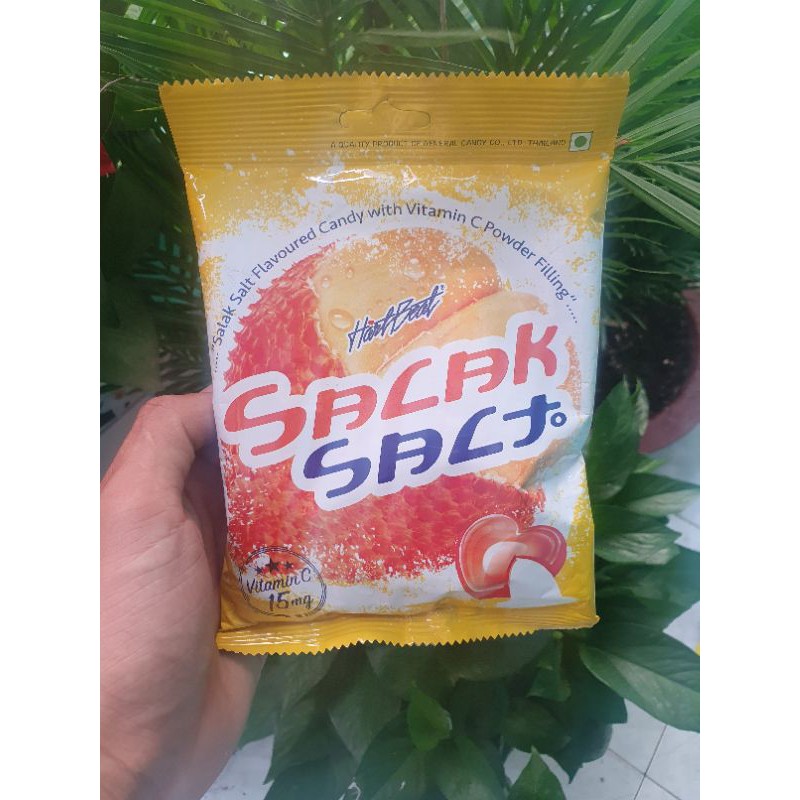 A QUALITY PRODUCT OF GENERAL CANDY CO., LTD. THAILAND
"Salak Salt Flavoured Candy with Vitamin C Powder Filling"
HartBeat
SALAK
SALT
Vitamin C
15mg